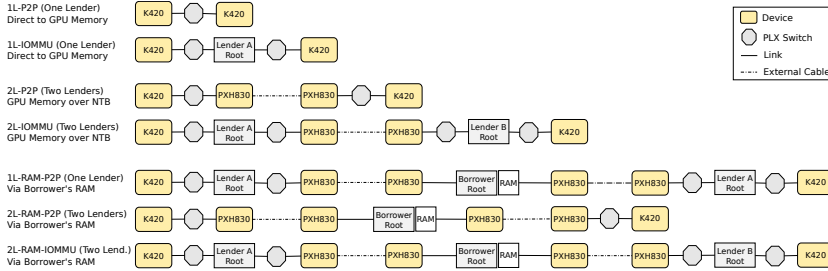 1L-P2P (One Lender)
Direct to GPU Memory
K420 K420
1L-IOMMU (One Lender)
Direct to GPU Memory
K420 Lender A Root K420
2L-P2P (Two Lenders)
GPU Memory over NTB
K420 PXH830 PXH830 K420
2L-IOMMU (Two Lenders)
GPU Memory over NTB
K420 Lender A Root PXH830 PXH830 Lender B Root K420
1L-RAM-P2P (One Lender)
Via Borrower's RAM
K420 Lender A Root PXH830 PXH830 Borrower Root RAM PXH830 PXH830 Lender A Root K420
2L-RAM-P2P (Two Lenders)
Via Borrower's RAM
K420 PXH830 PXH830 Borrower Root RAM PXH830 PXH830 K420
2L-RAM-IOMMU (Two Lend.)
Via Borrower's RAM
K420 Lender A Root PXH830 PXH830 Borrower Root RAM PXH830 PXH830 Lender B Root K420
Device
PLX Switch
Link
External Cable